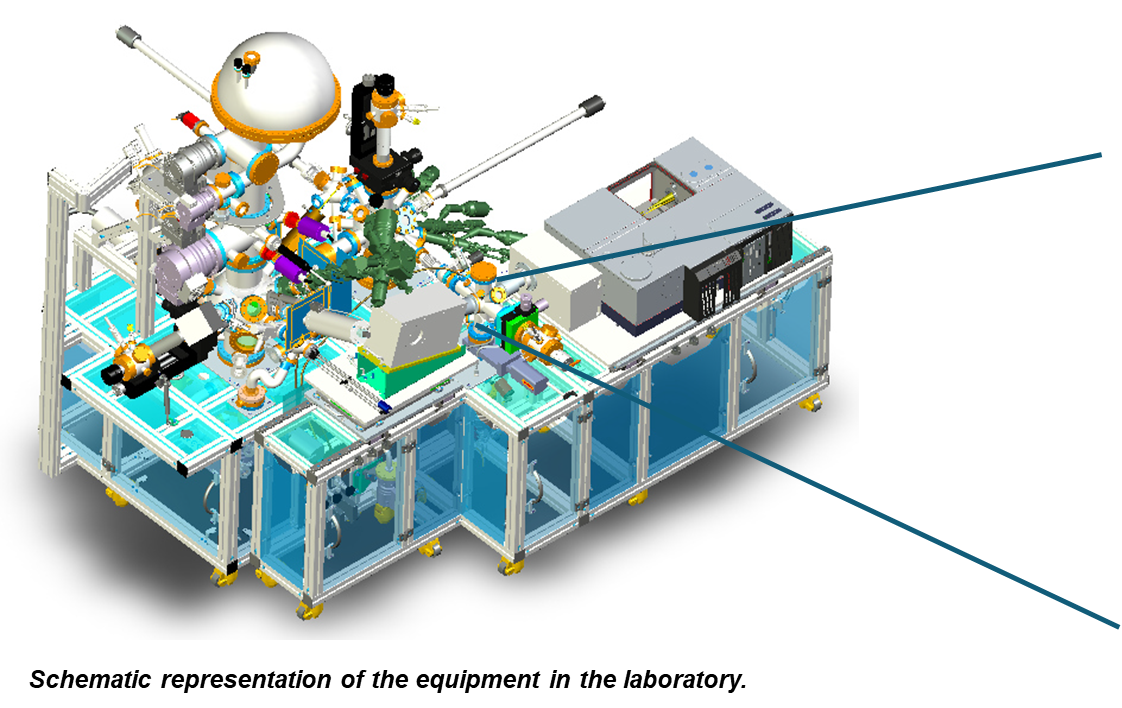 Schematic representation of the equipment in the laboratory.